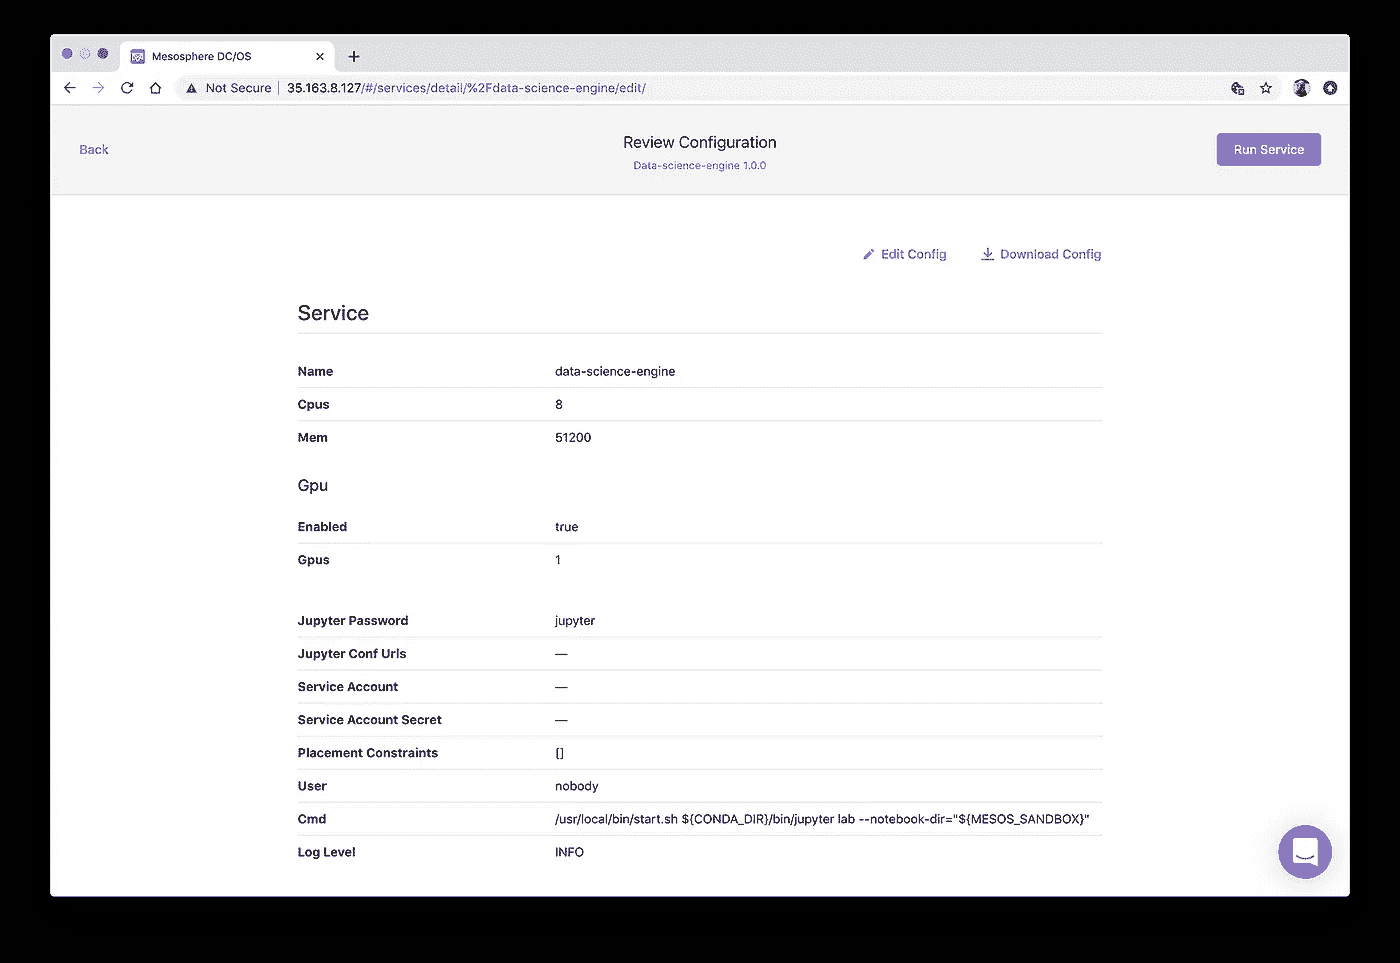 Mesosphere DC/OS
Not Secure 35.163.8.127/#/services/detail/%2Fdata-science-engine/edit/
Back
Review Configuration
Data-science-engine 1.0.0
Run Service
Edit Config Download Config
Service
Name data-science-engine
Cpus 8
Mem 51200
Gpu
Enabled true
Gpus 1
Jupyter Password jupyter
Jupyter Conf Urls —
Service Account —
Service Account Secret —
Placement Constraints []
User nobody
Cmd /usr/local/bin/start.sh ${CONDA_DIR}/bin/jupyter lab --notebook-dir="${MESOS_SANDBOX}"
Log Level INFO